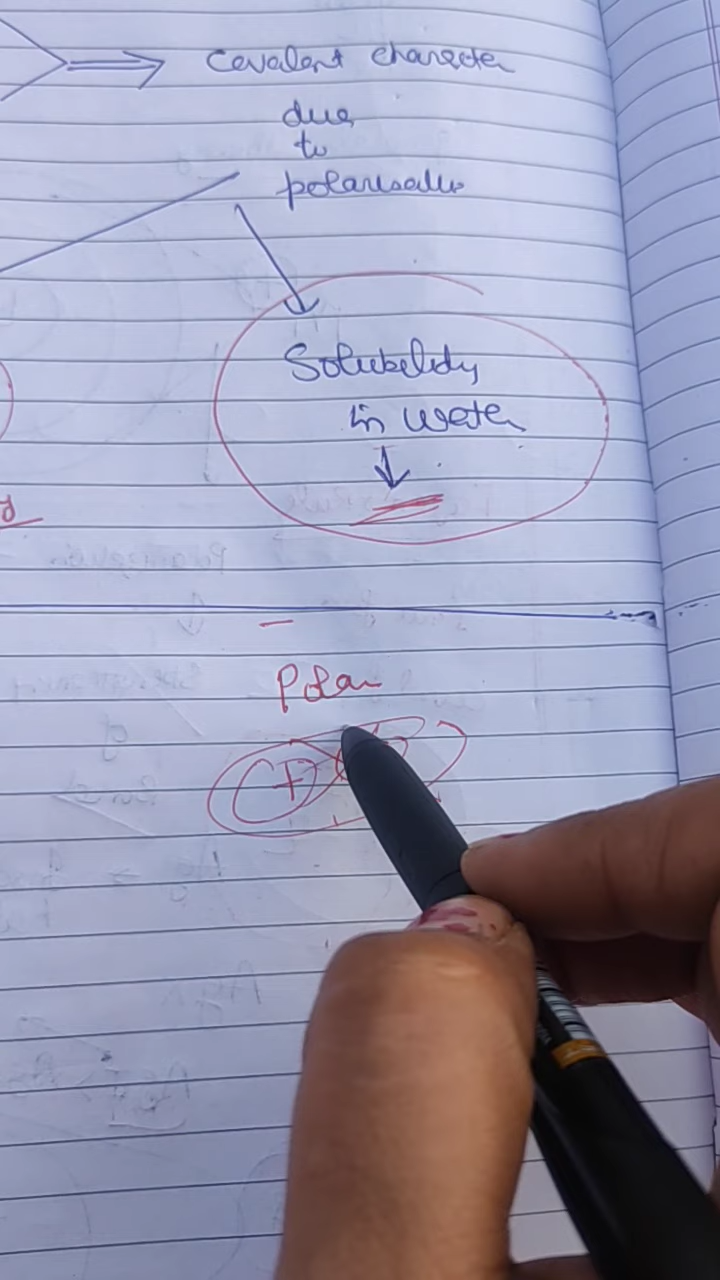 Covalent character
due
to
polarisation
Solubility
in water
Polar
+